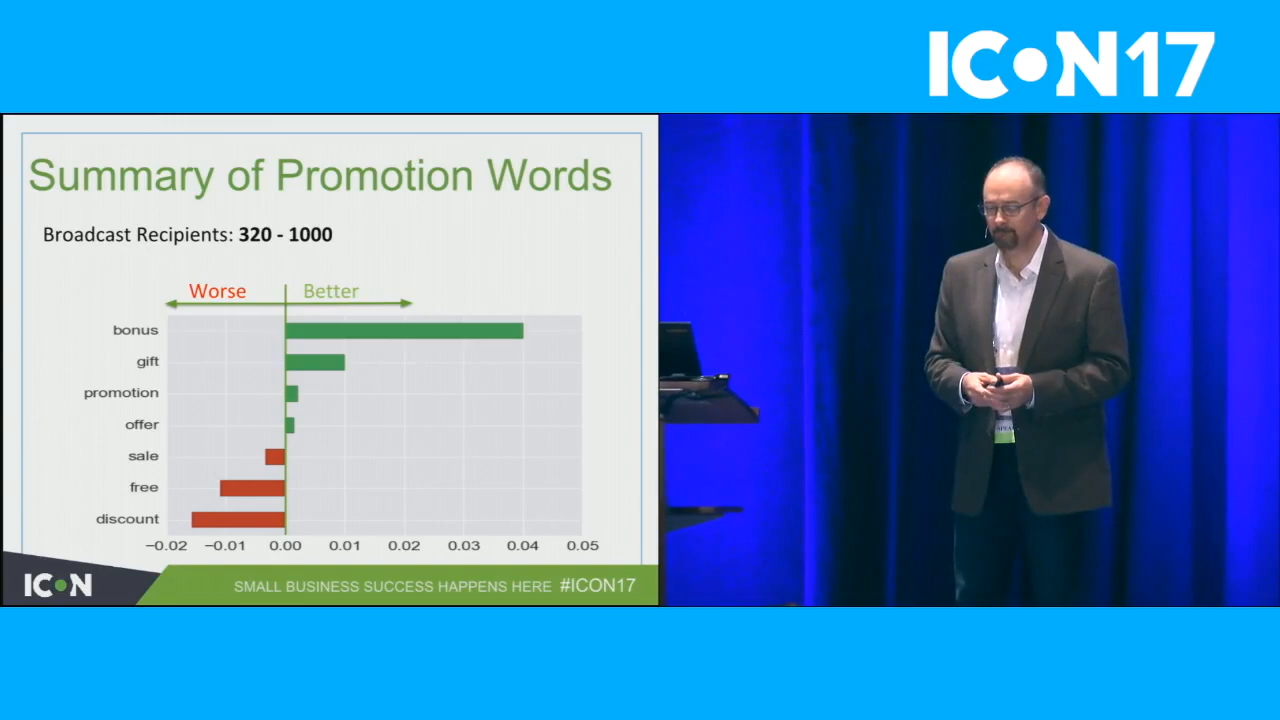 ICON17
Summary of Promotion Words
Broadcast Recipients: 320 - 1000
Worse Better
bonus
gift
promotion
offer
sale
free
discount
−0.02 −0.01 0.00 0.01 0.02 0.03 0.04 0.05
ICON
SMALL BUSINESS SUCCESS HAPPENS HERE #ICON17